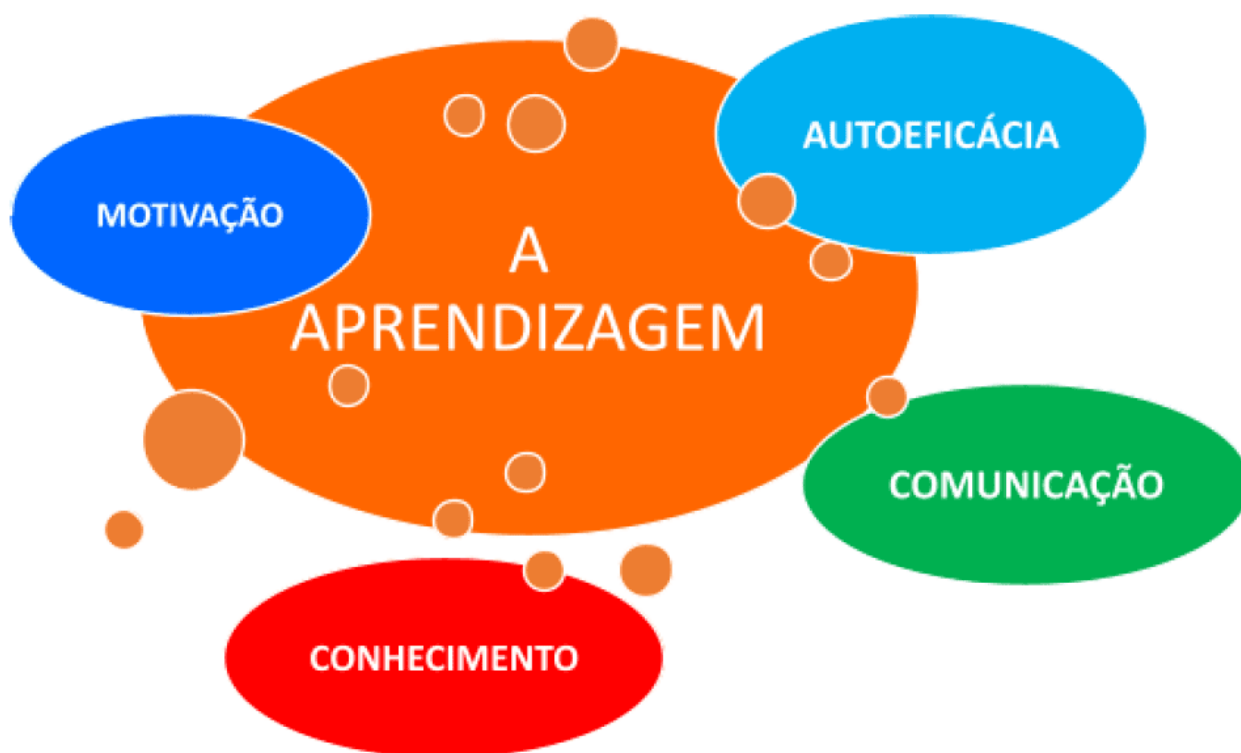 AUTOEFICÁCIA
MOTIVAÇÃO
A
APRENDIZAGEM
COMUNICAÇÃO
CONHECIMENTO